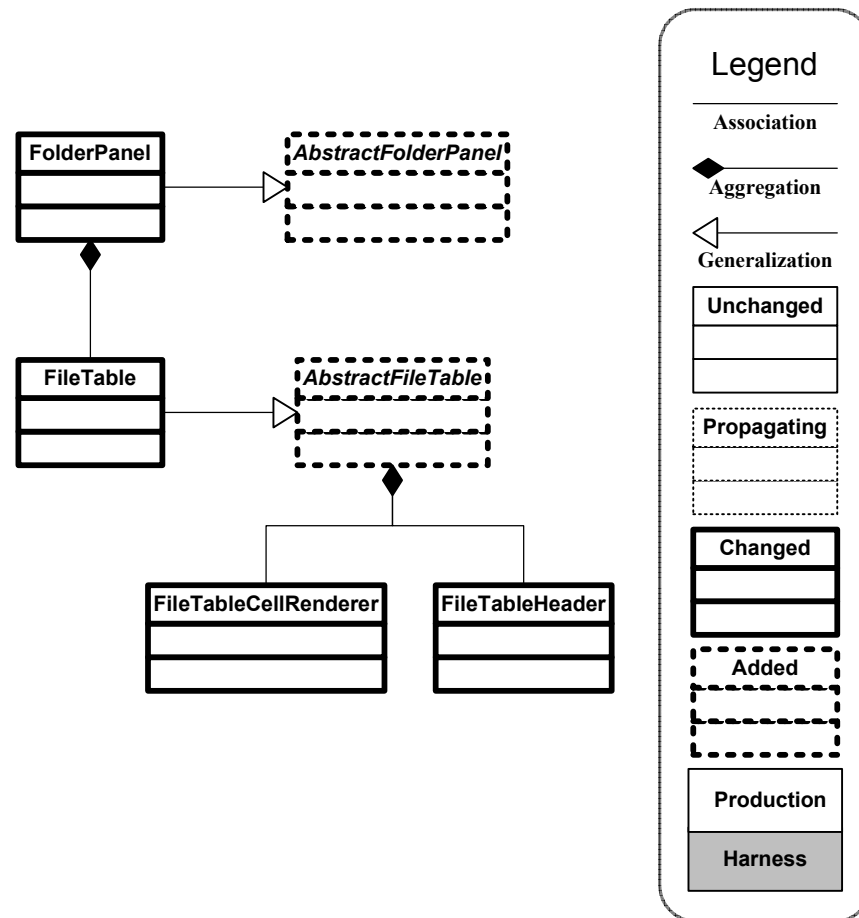 FolderPanel
AbstractFolderPanel
FileTable
AbstractFileTable
FileTableCellRenderer
FileTableHeader
Legend
Association
Aggregation
Generalization
Unchanged
Propagating
Changed
Added
Production
Harness